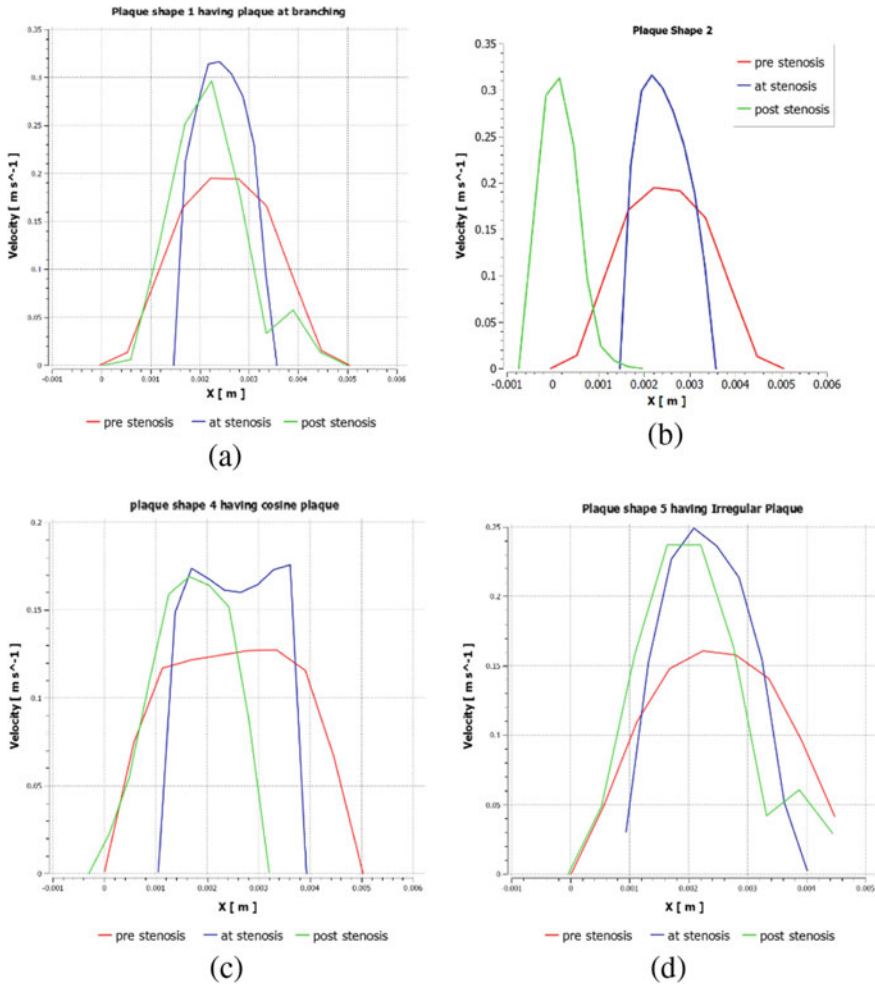 Plaque shape 1 having plaque at branching
0.35
0.3
0.25
0.2
0.15
0.1
0.05
0
Velocity [ m s^-1 ]
-0.001 0 0.001 0.002 0.003 0.004 0.005 0.006
X [ m ]
pre stenosis at stenosis post stenosis
(a)
Plaque Shape 2
0.35
0.30
0.25
0.20
0.15
0.10
0.05
0
Velocity [ m s^-1 ]
pre stenosis
at stenosis
post stenosis
-0.001 0 0.001 0.002 0.003 0.004 0.005 0.006
X [ m ]
(b)
plaque shape 4 having cosine plaque
0.2
0.15
0.1
0.05
0
Velocity [ m s^-1 ]
-0.001 0 0.001 0.002 0.003 0.004 0.005 0.006
X [ m ]
pre stenosis at stenosis post stenosis
(c)
Plaque shape 5 having Irregular Plaque
0.25
0.2
0.15
0.1
0.05
0
Velocity [ m s^-1 ]
-0.001 0 0.001 0.002 0.003 0.004 0.005
X [ m ]
pre stenosis at stenosis post stenosis
(d)